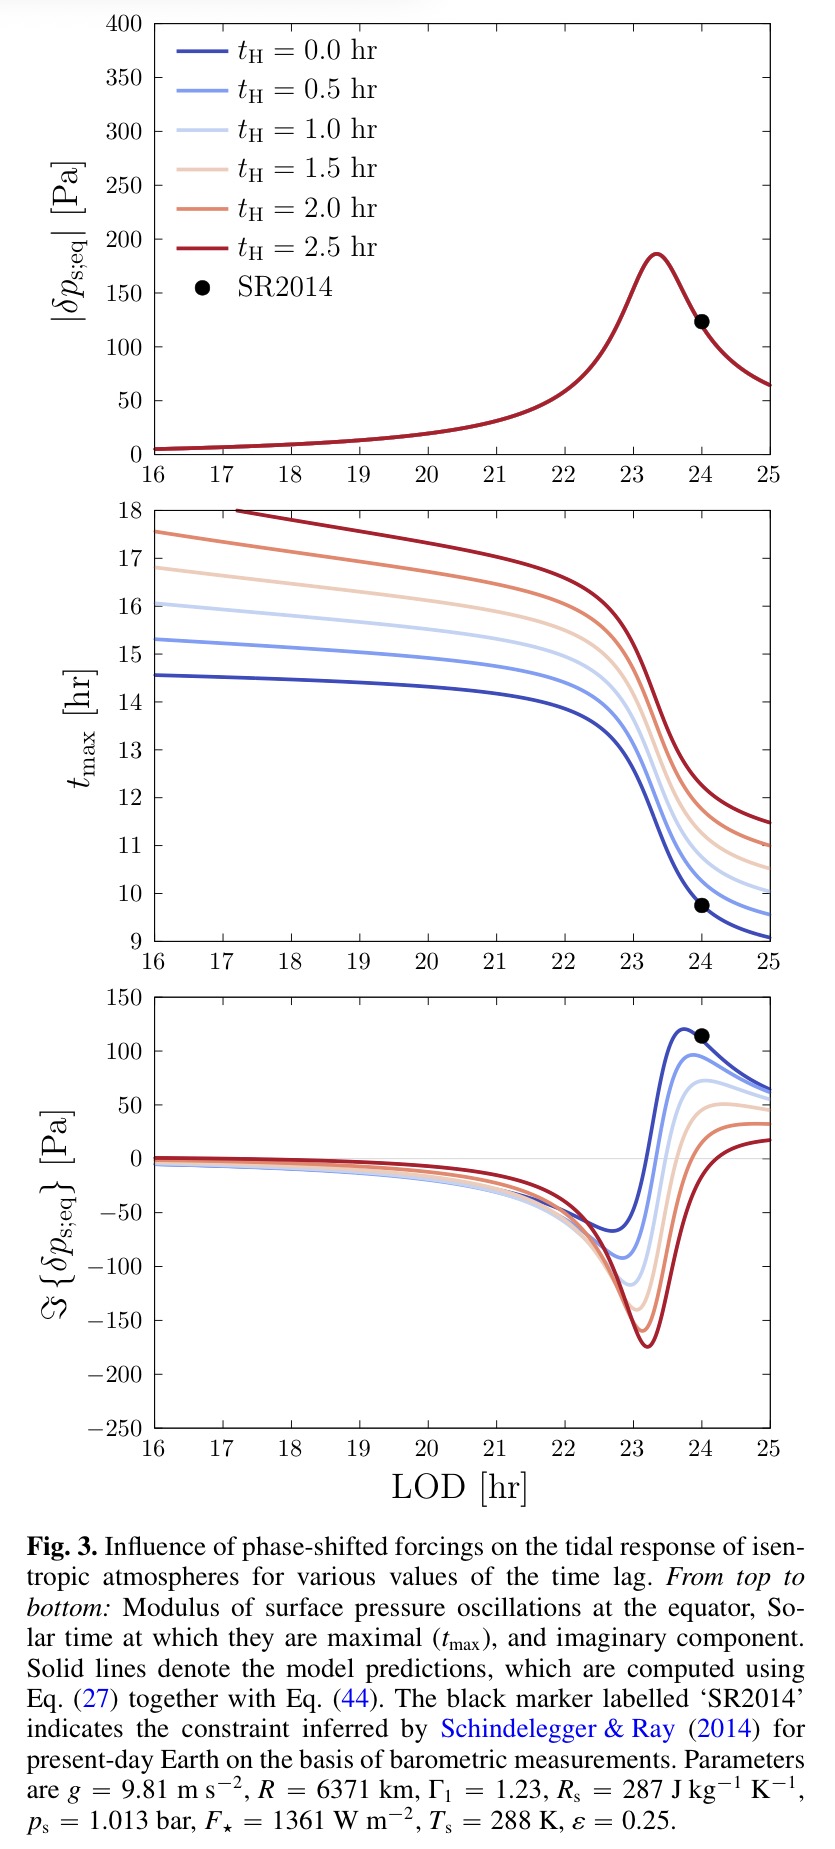 400
350
300
250
200
150
100
50
0
|δp_{s;eq}| [Pa]
t_H = 0.0 hr
t_H = 0.5 hr
t_H = 1.0 hr
t_H = 1.5 hr
t_H = 2.0 hr
t_H = 2.5 hr
SR2014
16 17 18 19 20 21 22 23 24 25
18
17
16
15
14
13
12
11
10
9
t_{max} [hr]
16 17 18 19 20 21 22 23 24 25
150
100
50
0
−50
−100
−150
−200
−250
ℑ {δp_{s;eq}} [Pa]
16 17 18 19 20 21 22 23 24 25
LOD [hr]
Fig. 3. Influence of phase-shifted forcings on the tidal response of isen-
tropic atmospheres for various values of the time lag. From top to
bottom: Modulus of surface pressure oscillations at the equator, So-
lar time at which they are maximal (t_{max}), and imaginary component.
Solid lines denote the model predictions, which are computed using
Eq. (27) together with Eq. (44). The black marker labelled ‘SR2014’
indicates the constraint inferred by Schindelegger & Ray (2014) for
present-day Earth on the basis of barometric measurements. Parameters
are g = 9.81 m s⁻², R = 6371 km, Γ₁ = 1.23, R_s = 287 J kg⁻¹ K⁻¹,
p_s = 1.013 bar, F_⋆ = 1361 W m⁻², T_s = 288 K, ε = 0.25.